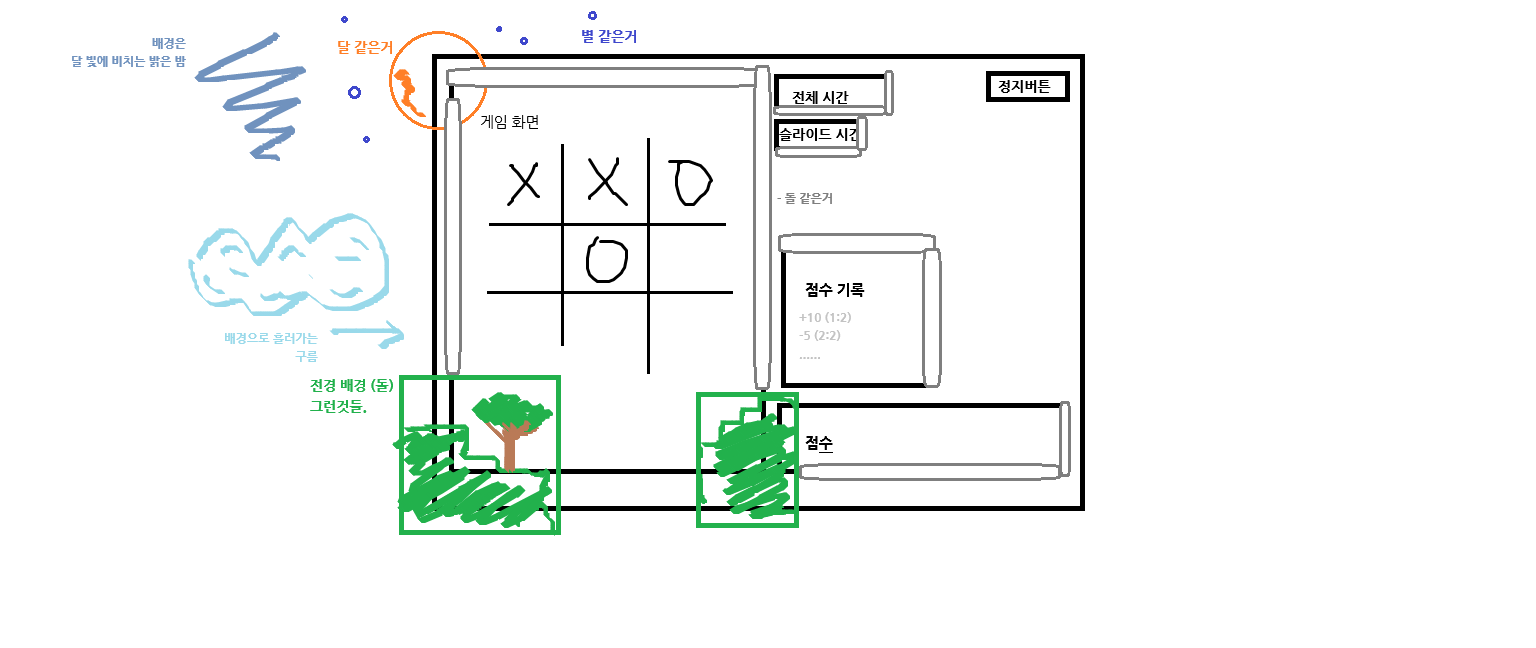 별 같은거
배경은
달 빛에 비치는 밝은 밤
달 같은거
정지버튼
전체 시간
게임 화면
슬라이드 시간
X X O
O
- 돌 같은거
점수 기록
+10 (1:2)
-5 (2:2)
......
배경으로 흘러가는
구름
전경 배경 (돌)
그런것들.
점수